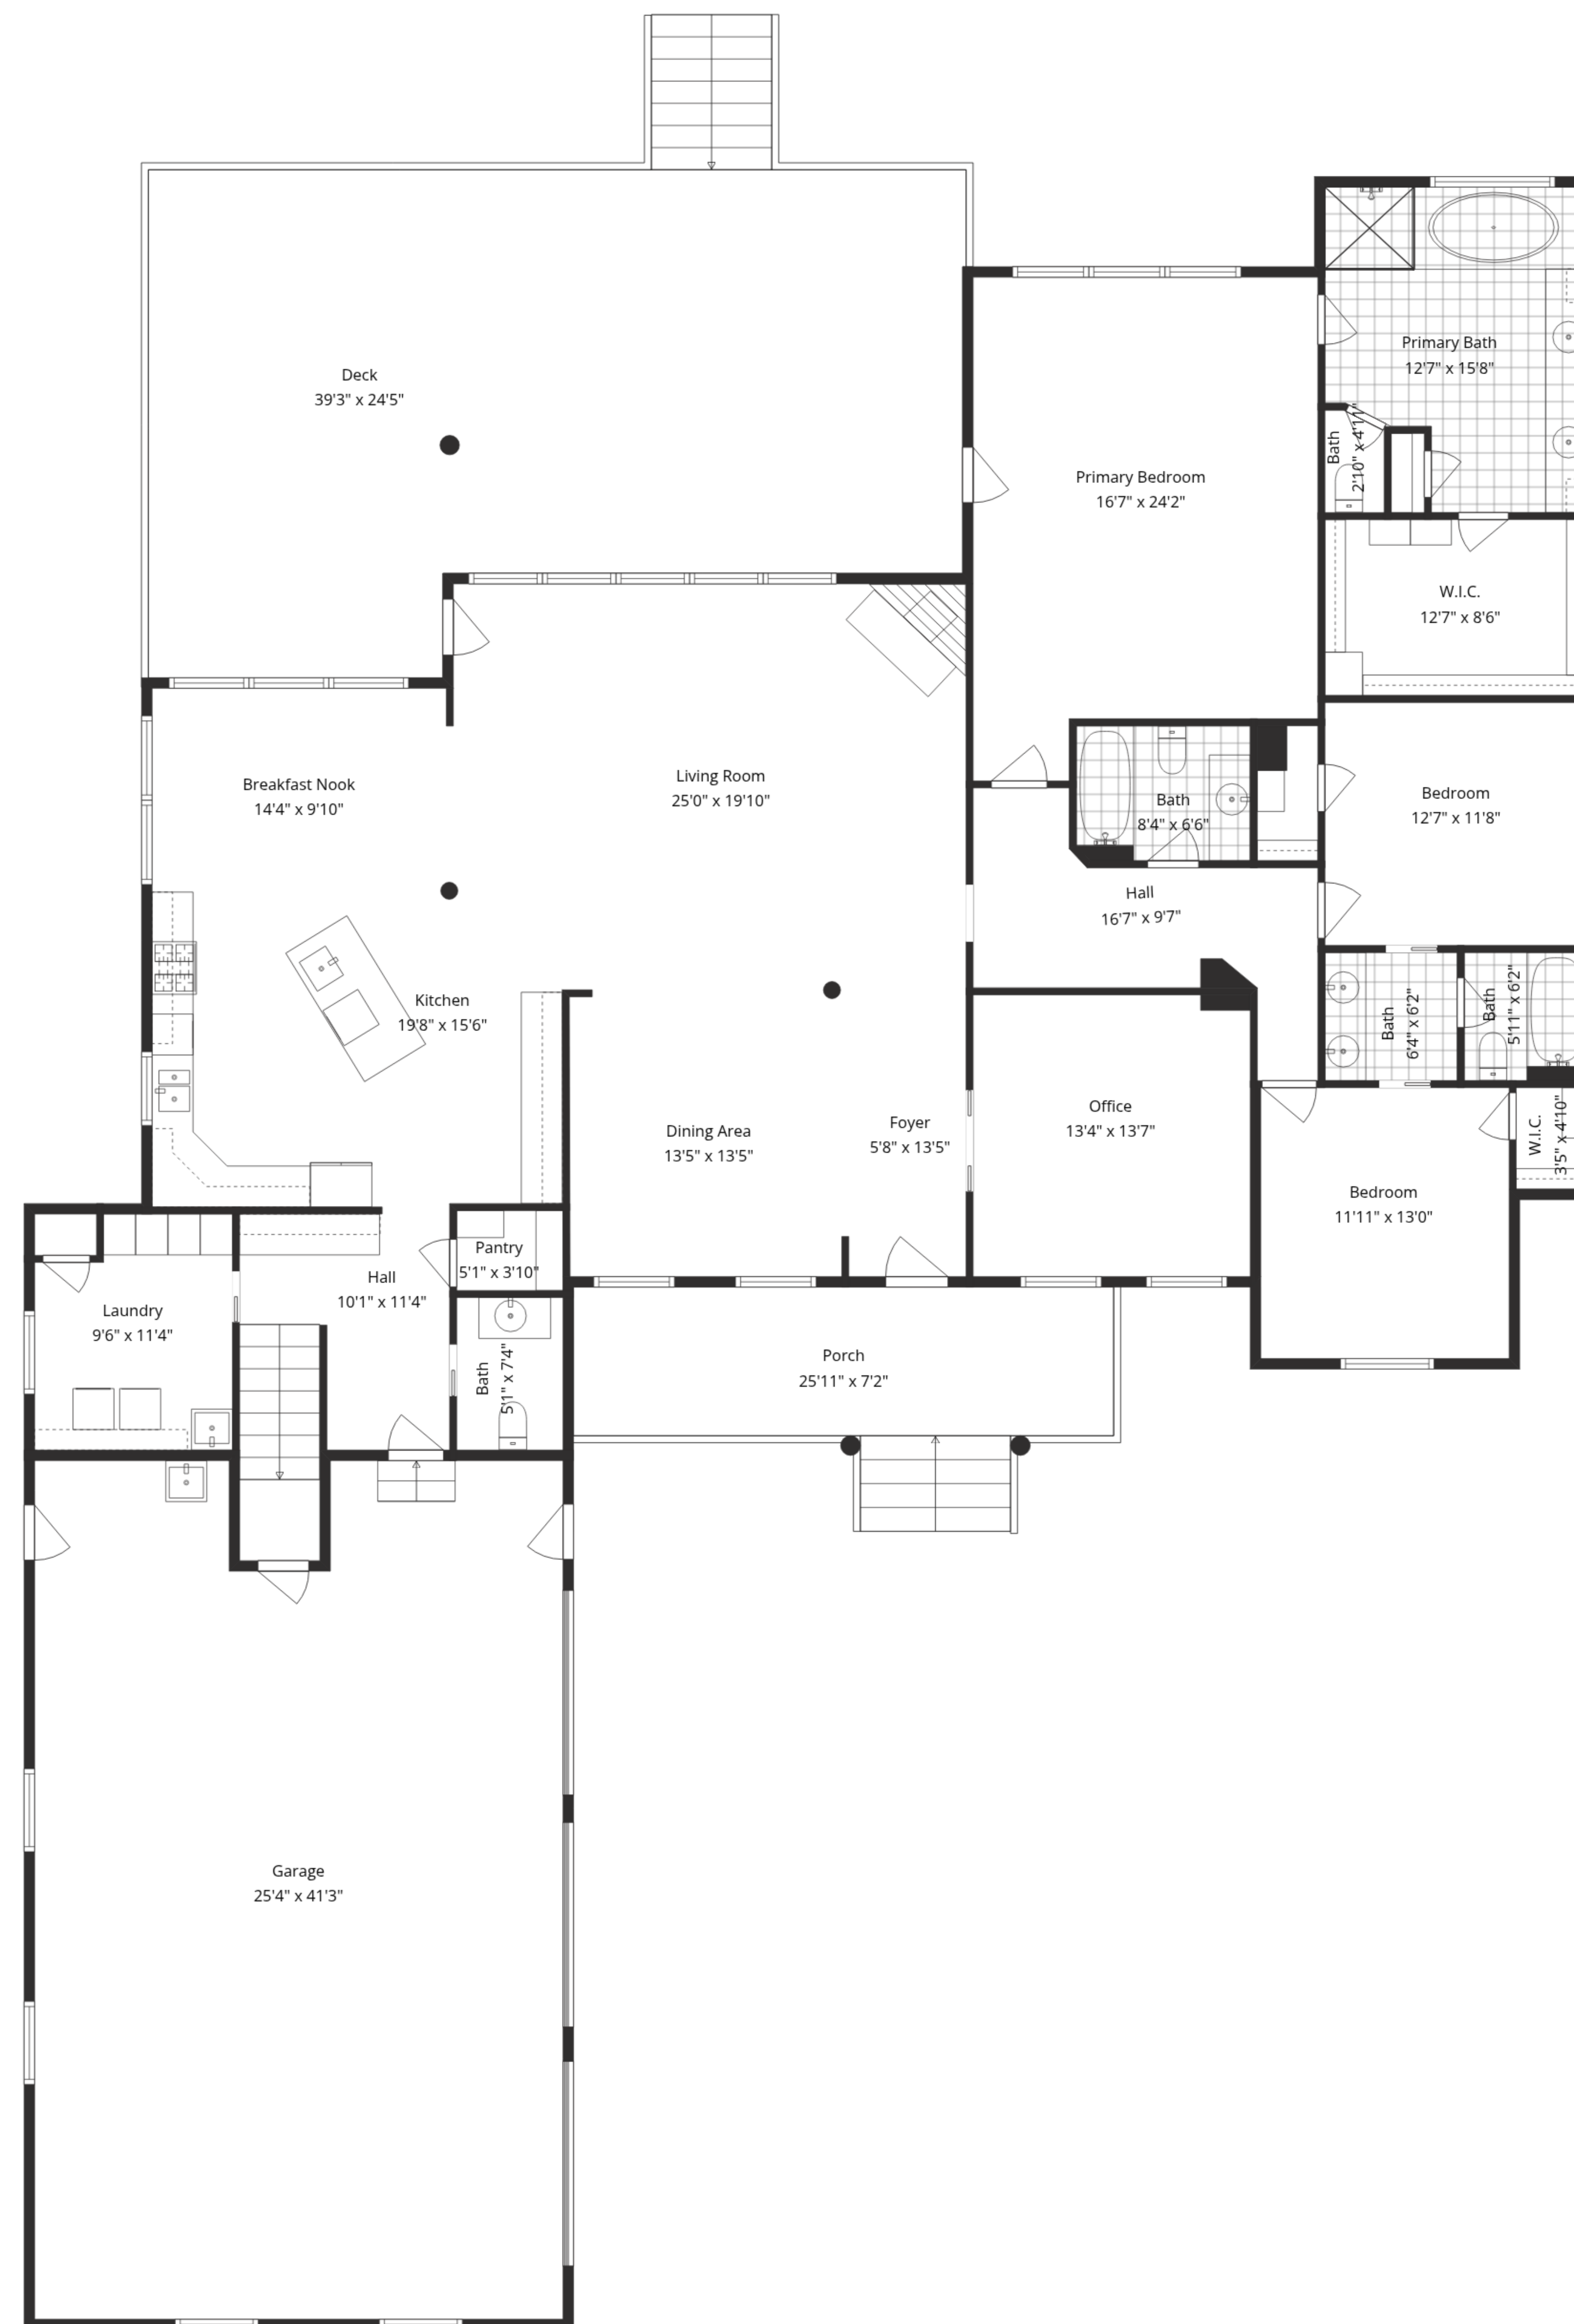 Deck
39'3" x 24'5"
Primary Bath
12'7" x 15'8"
Bath
2'10" x 4'11"
Primary Bedroom
16'7" x 24'2"
W.I.C.
12'7" x 8'6"
Breakfast Nook
14'4" x 9'10"
Living Room
25'0" x 19'10"
Bath
8'4" x 6'6"
Bedroom
12'7" x 11'8"
Hall
16'7" x 9'7"
Kitchen
19'8" x 15'6"
Bath
6'4" x 6'2"
Bath
5'11" x 6'2"
Dining Area
13'5" x 13'5"
Foyer
5'8" x 13'5"
Office
13'4" x 13'7"
W.I.C.
3'5" x 4'10"
Bedroom
11'11" x 13'0"
Pantry
5'1" x 3'10"
Hall
10'1" x 11'4"
Laundry
9'6" x 11'4"
Bath
5'1" x 7'4"
Porch
25'11" x 7'2"
Garage
25'4" x 41'3"